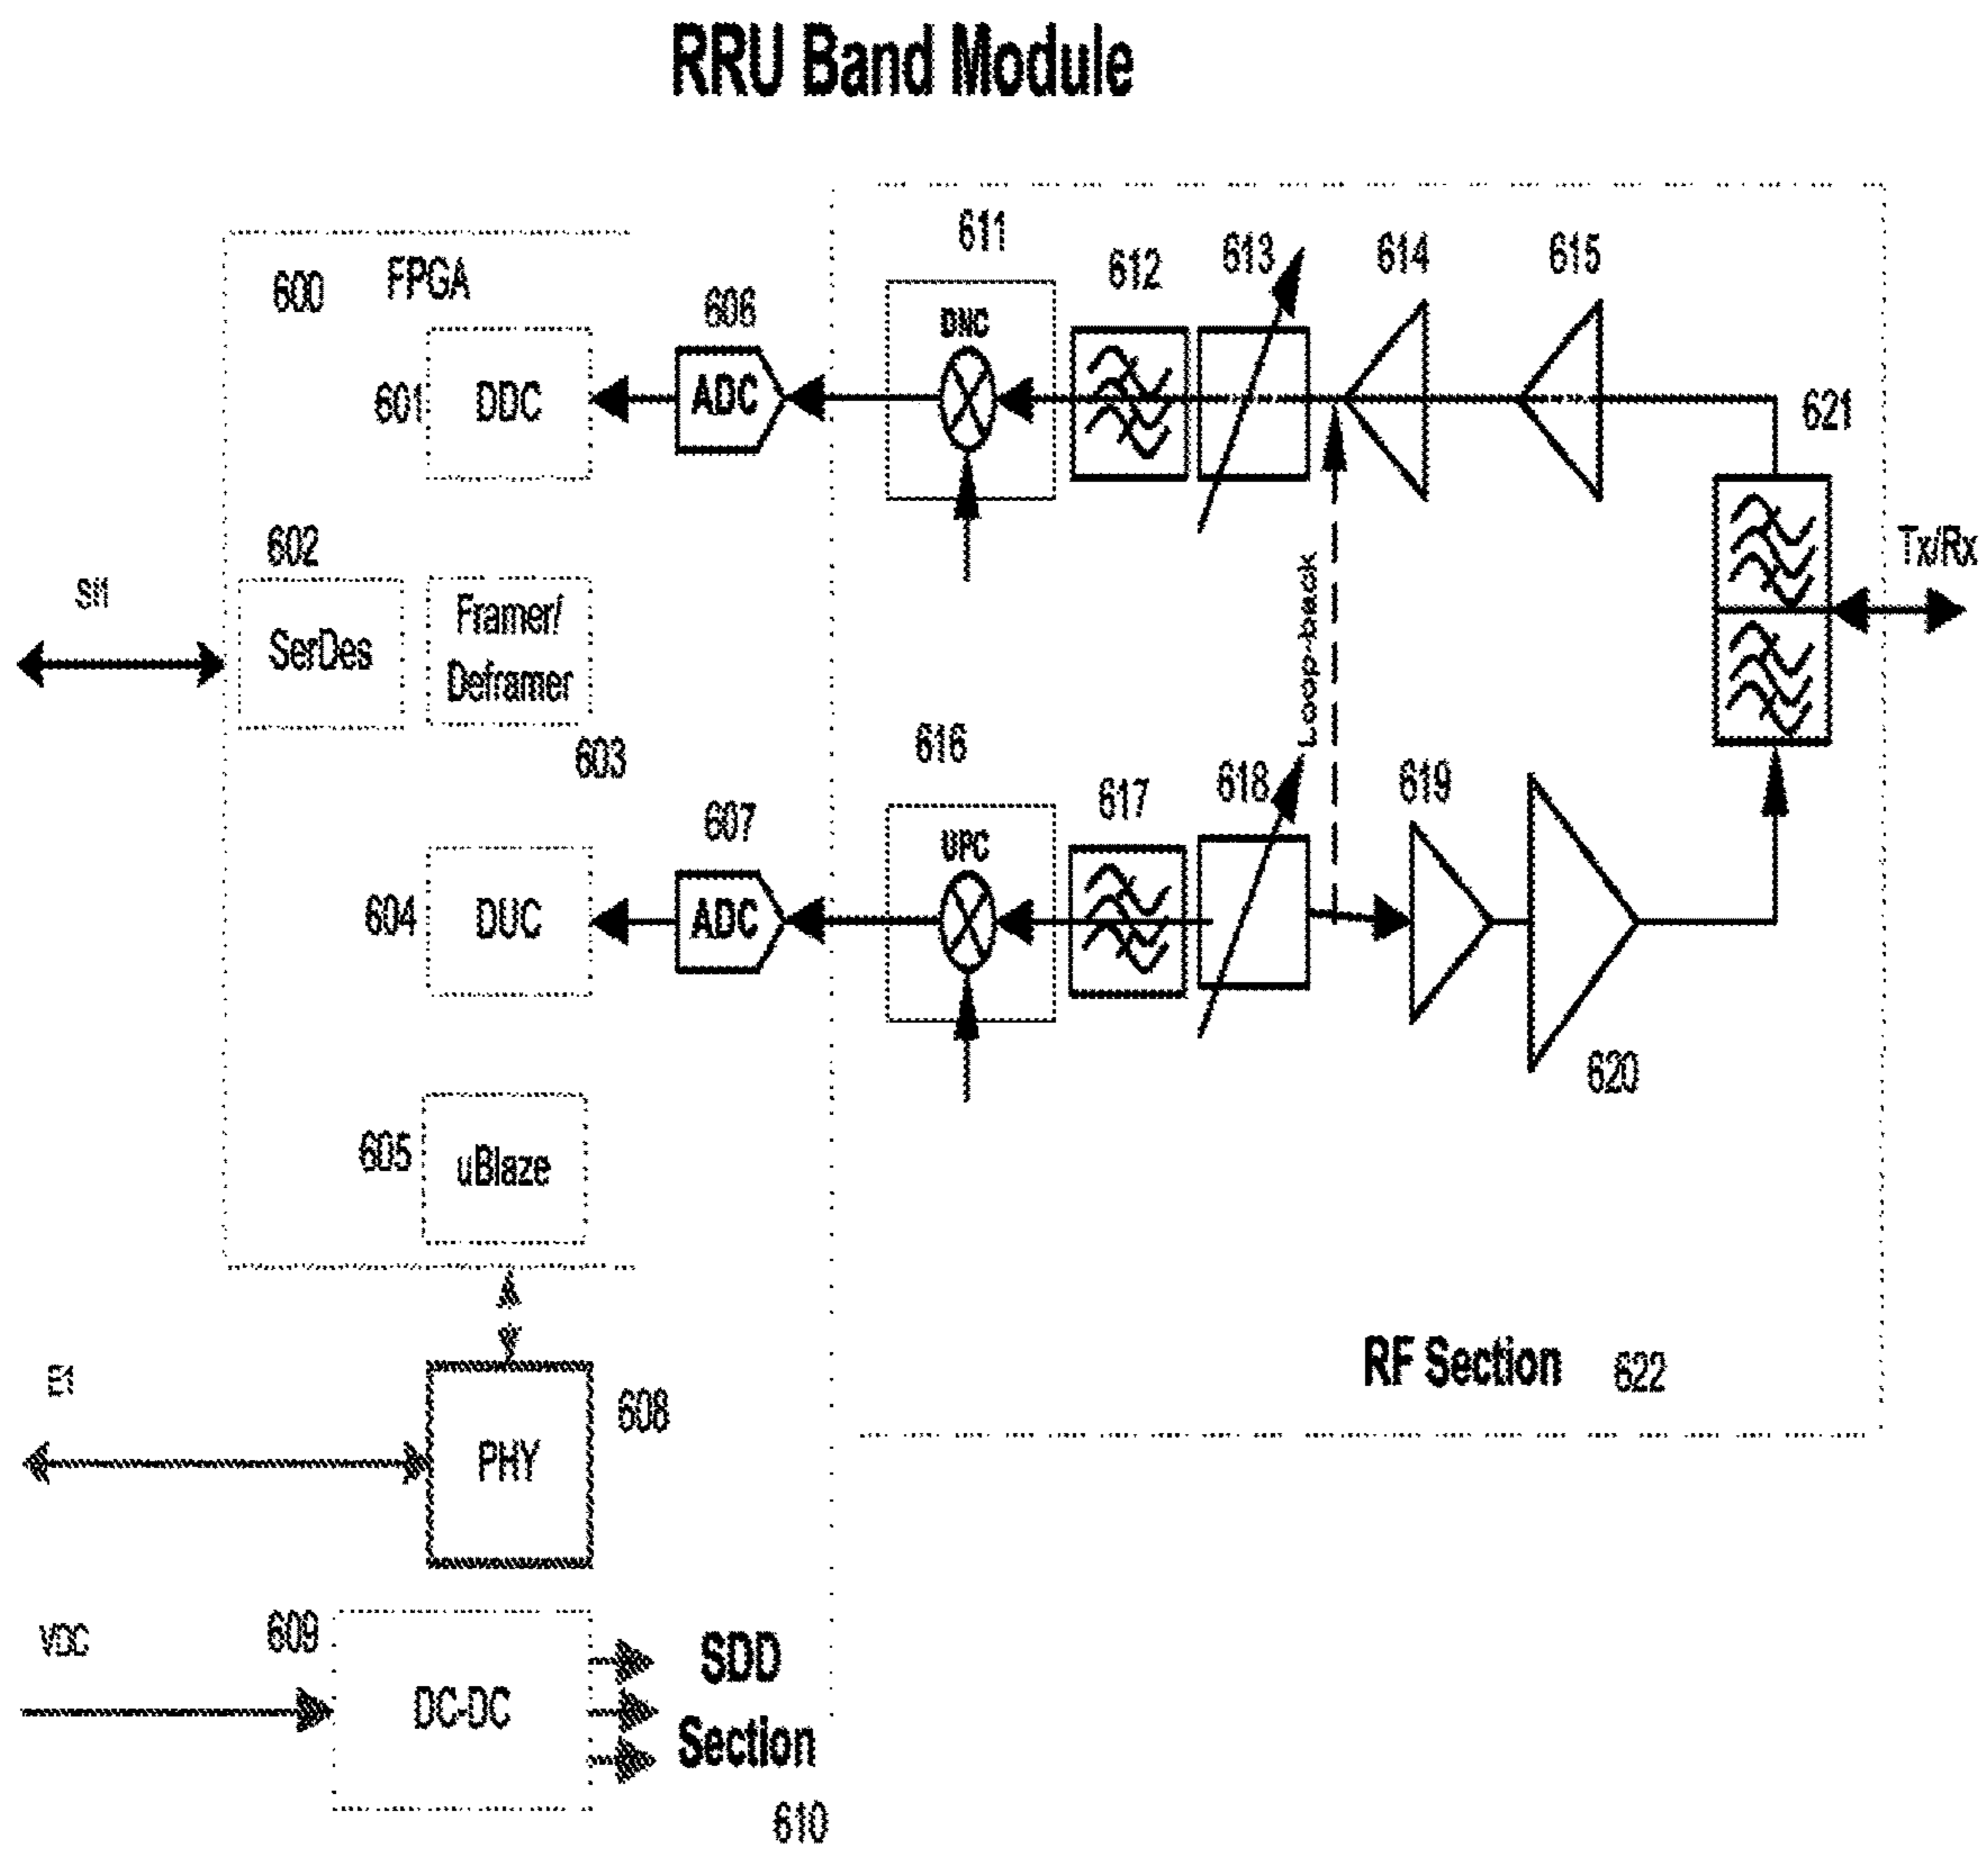 RRU Band Module
611
612
613
614
615
600
FPGA
606
DNC
601
DDC
ADC
621
602
SerDes
Framer/
Deframer
603
Loop-back
Tx/Rx
616
617
618
619
607
UPC
604
DUC
ADC
620
605
uBlaze
RF Section
622
E1
608
PHY
VDC
609
DC-DC
SDD
Section
610